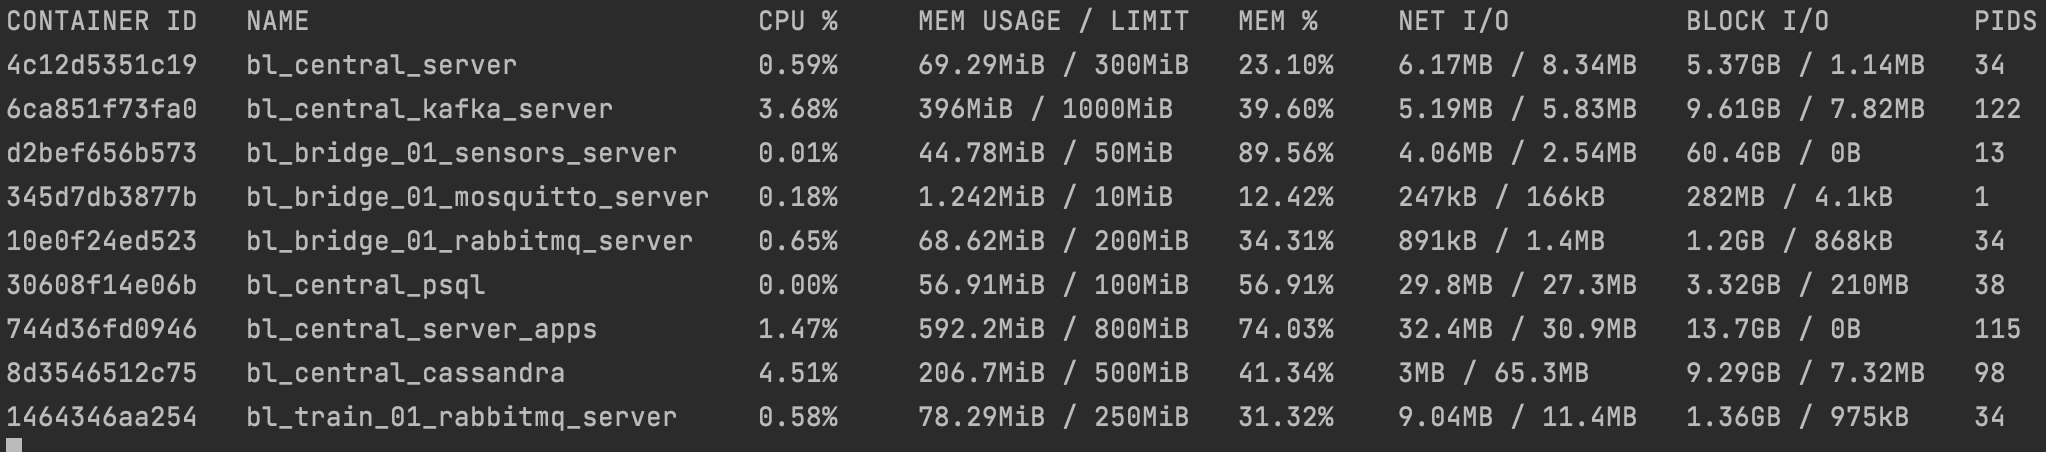 CONTAINER ID   NAME                         CPU %     MEM USAGE / LIMIT   MEM %     NET I/O           BLOCK I/O         PIDS
4c12d5351c19   bl_central_server            0.59%     69.29MiB / 300MiB   23.10%    6.17MB / 8.34MB   5.37GB / 1.14MB   34
6ca851f73fa0   bl_central_kafka_server      3.68%     396MiB / 1000MiB    39.60%    5.19MB / 5.83MB   9.61GB / 7.82MB   122
d2bef656b573   bl_bridge_01_sensors_server   0.01%     44.78MiB / 50MiB    89.56%    4.06MB / 2.54MB   60.4GB / 0B       13
345d7db3877b   bl_bridge_01_mosquitto_server   0.18%     1.242MiB / 10MiB    12.42%    247kB / 166kB     282MB / 4.1kB     1
10e0f24ed523   bl_bridge_01_rabbitmq_server   0.65%     68.62MiB / 200MiB   34.31%    891kB / 1.4MB     1.2GB / 868kB     34
30608f14e06b   bl_central_psql              0.00%     56.91MiB / 100MiB   56.91%    29.8MB / 27.3MB   3.32GB / 210MB    38
744d36fd0946   bl_central_server_apps       1.47%     592.2MiB / 800MiB   74.03%    32.4MB / 30.9MB   13.7GB / 0B       115
8d3546512c75   bl_central_cassandra         4.51%     206.7MiB / 500MiB   41.34%    3MB / 65.3MB      9.29GB / 7.32MB   98
1464346aa254   bl_train_01_rabbitmq_server   0.58%     78.29MiB / 250MiB   31.32%    9.04MB / 11.4MB   1.36GB / 975kB    34